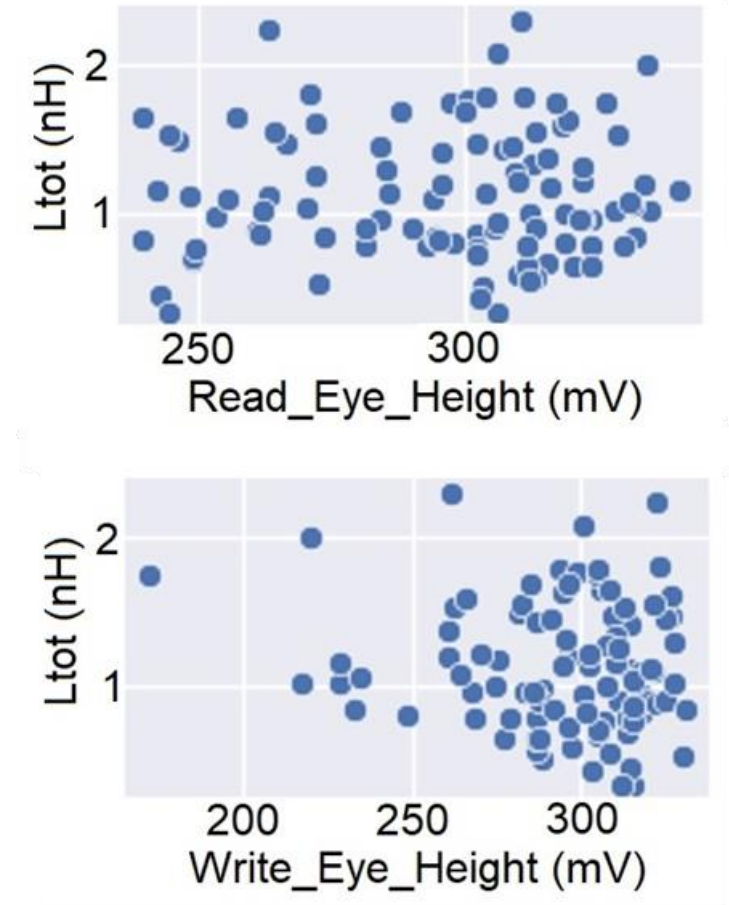 Ltot (nH)
2
1
250 300
Read_Eye_Height (mV)
Ltot (nH)
2
1
200 250 300
Write_Eye_Height (mV)